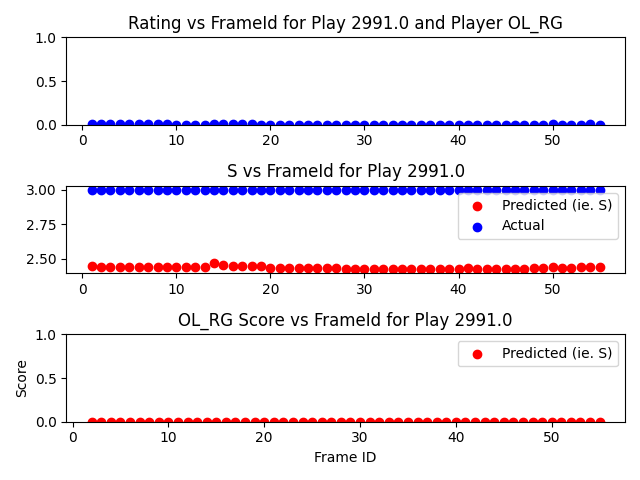 Rating vs FrameId for Play 2991.0 and Player OL_RG
1.0
0.5
0.0
0 10 20 30 40 50
S vs FrameId for Play 2991.0
3.00
2.75
2.50
Predicted (ie. S)
Actual
0 10 20 30 40 50
OL_RG Score vs FrameId for Play 2991.0
1.0
0.5
0.0
Score
Predicted (ie. S)
0 10 20 30 40 50
Frame ID